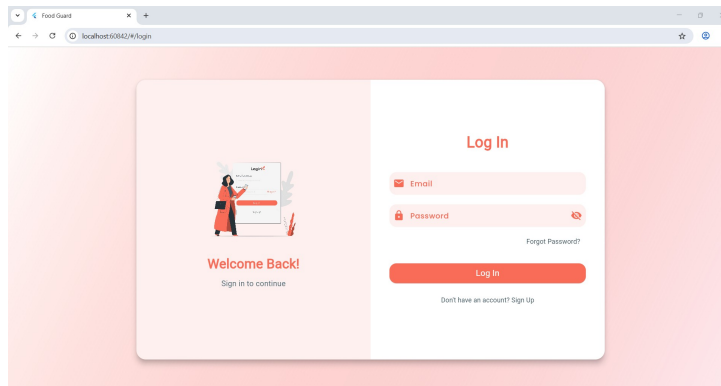 Food Guard
localhost:60842/#/login
Login
Log In
Email
Password
Forgot Password?
Welcome Back!
Sign in to continue
Log In
Don't have an account? Sign Up